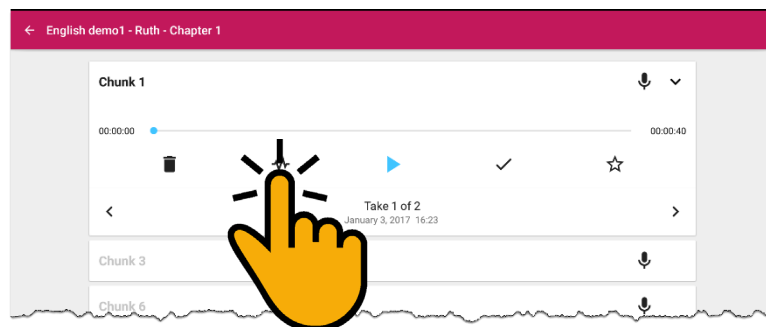 English demo1 - Ruth - Chapter 1
Chunk 1
00:00:00 00:00:40
Take 1 of 2
January 3, 2017 16:23
Chunk 3
Chunk 6